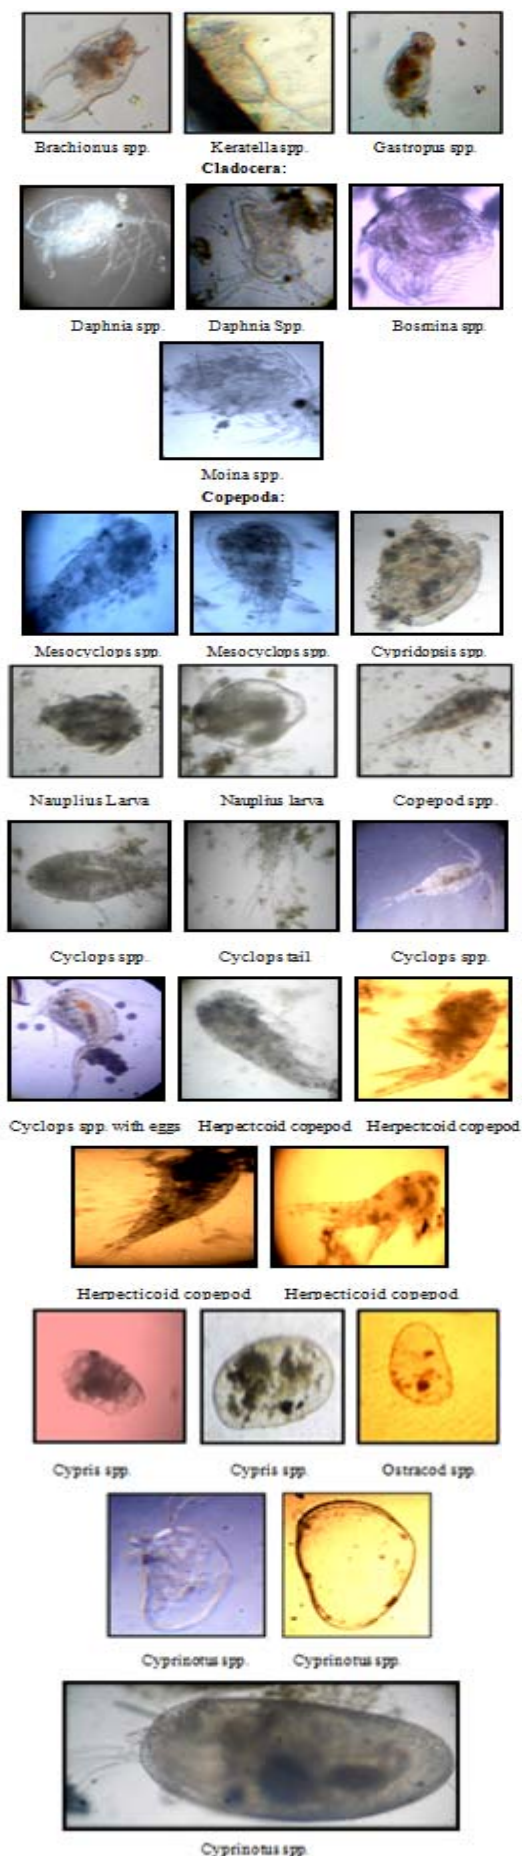 Brachionus spp. Keratella spp. Gastropus spp.
Cladocera:
Daphnia spp. Daphnia Spp. Bosmina spp.
Moina spp.
Copepoda:
Mesocyclops spp. Mesocyclops spp. Cypridopsis spp.
Nauplius Larva Nauplius larva Copepod spp.
Cyclops spp. Cyclops tail Cyclops spp.
Cyclops spp. with eggs Herpectcoid copepod Herpectcoid copepod
Herpecticoid copepod Herpecticoid copepod
Cypris spp. Cypris spp. Ostracod spp.
Cyprinotus spp. Cyprinotus spp.
Cyprinotus spp.